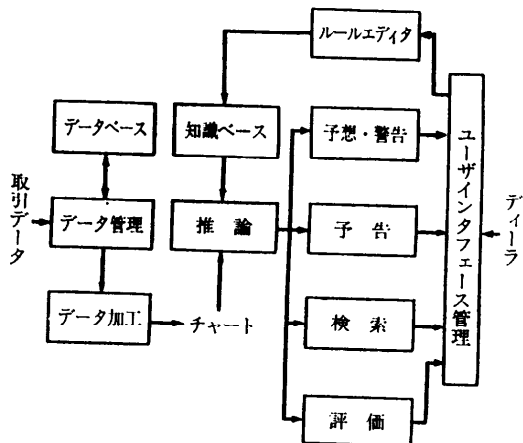 ルールエディタ
データベース
知識ベース
予想・警告
取引データ
データ管理
推論
予告
ユーザインタフェース管理
ディーラ
データ加工
チャート
検索
評価